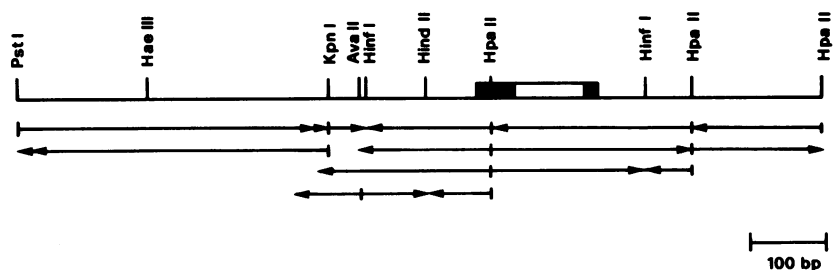 Pst I
Hae III
Kpn I
Ava II
Hinf I
Hind II
Hpa II
Hinf I
Hpa II
Hpa II
100 bp